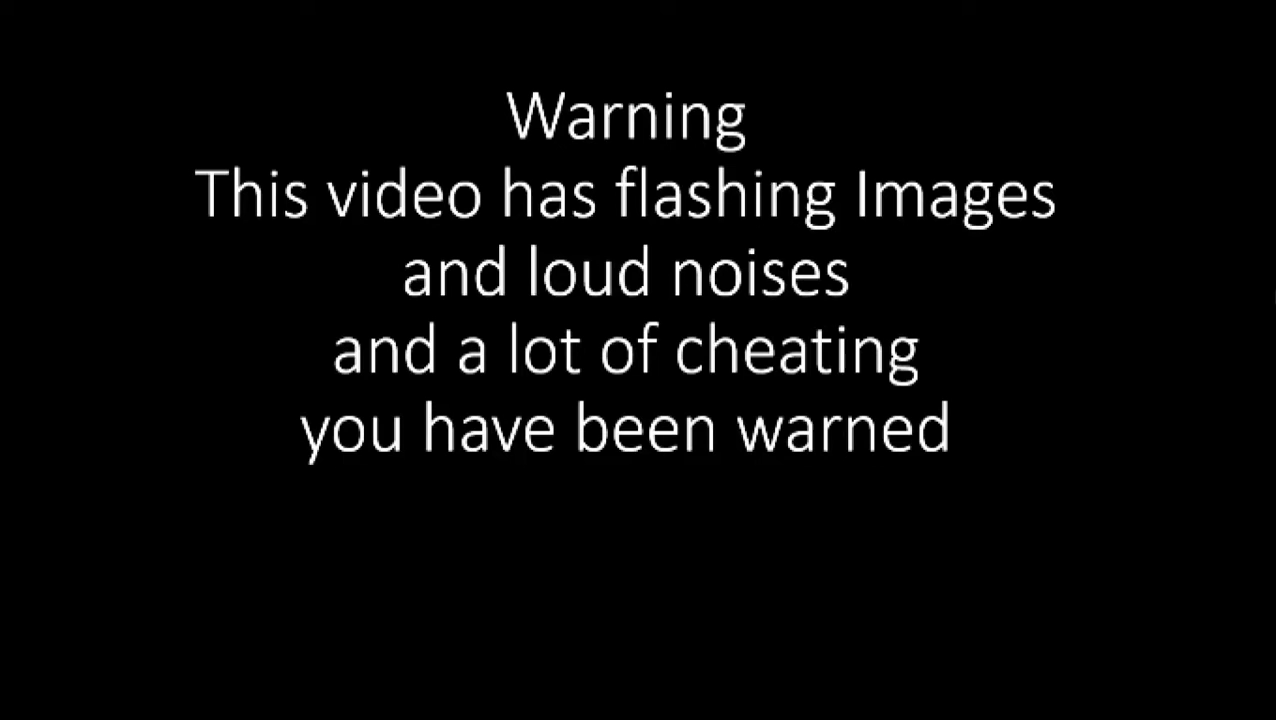 Warning
This video has flashing Images
and loud noises
and a lot of cheating
you have been warned